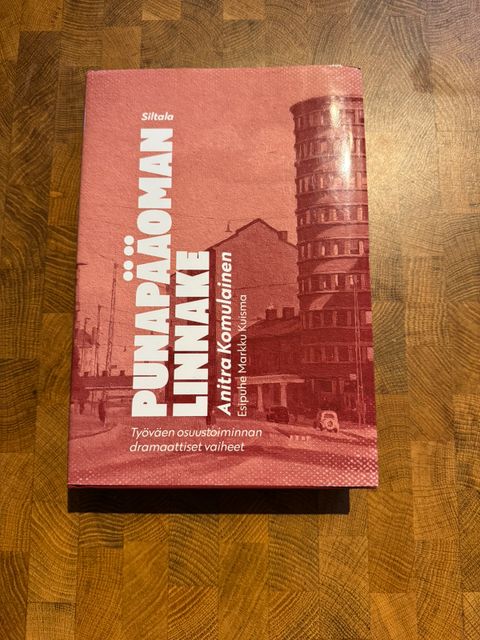 Siltala
PUNAPÄÄOMAN
LINNAKE
Anitra Komulainen
Esipuhe Markku Kuisma
Työväen osuustoiminnan
dramaattiset vaiheet